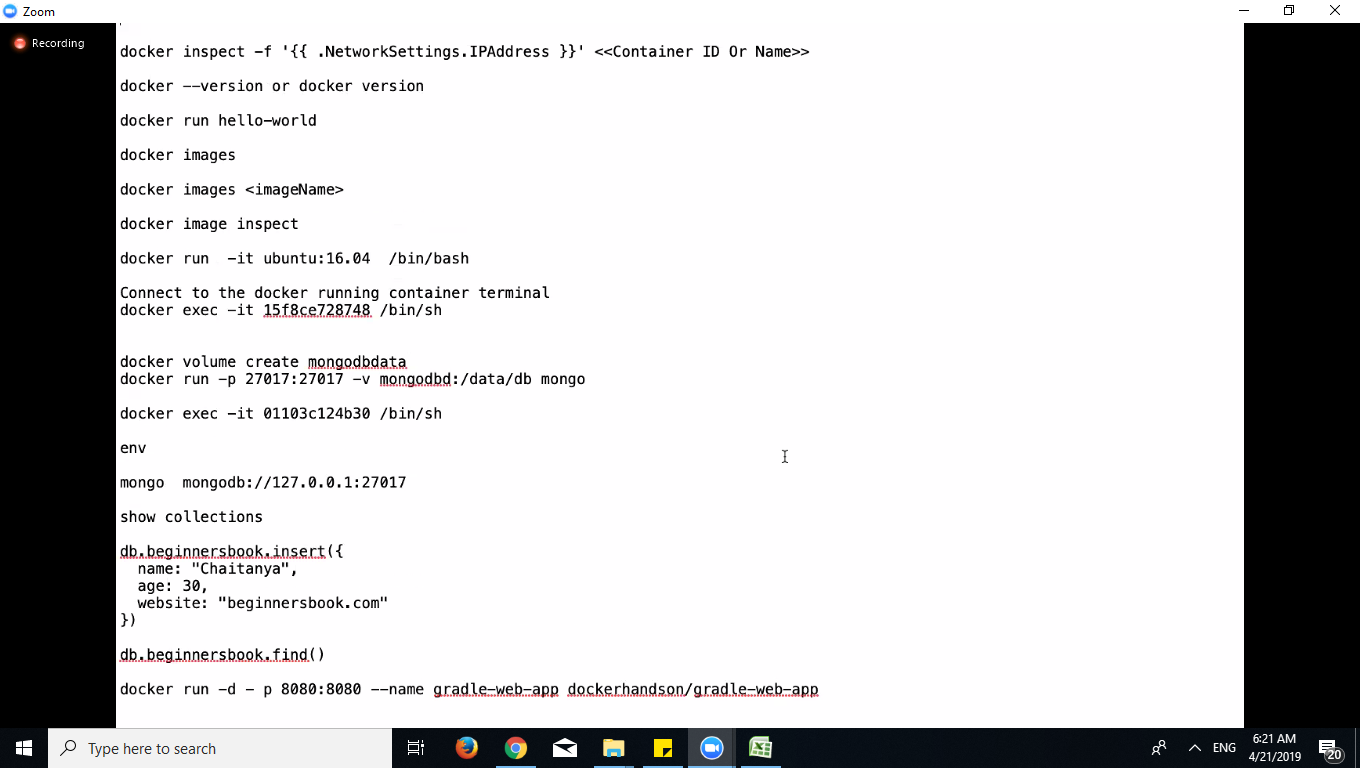 Zoom
Recording
docker inspect -f '{{ .NetworkSettings.IPAddress }}' <<Container ID Or Name>>
docker --version or docker version
docker run hello-world
docker images
docker images <imageName>
docker image inspect
docker run  -it ubuntu:16.04  /bin/bash
Connect to the docker running container terminal
docker exec -it 15f8ce728748 /bin/sh
docker volume create mongodbdata
docker run -p 27017:27017 -v mongodbd:/data/db mongo
docker exec -it 01103c124b30 /bin/sh
env
mongo  mongodb://127.0.0.1:27017
show collections
db.beginnersbook.insert({
  name: "Chaitanya",
  age: 30,
  website: "beginnersbook.com"
})
db.beginnersbook.find()
docker run -d - p 8080:8080 --name gradle-web-app dockerhandson/gradle-web-app
Type here to search
ENG
6:21 AM
4/21/2019
20